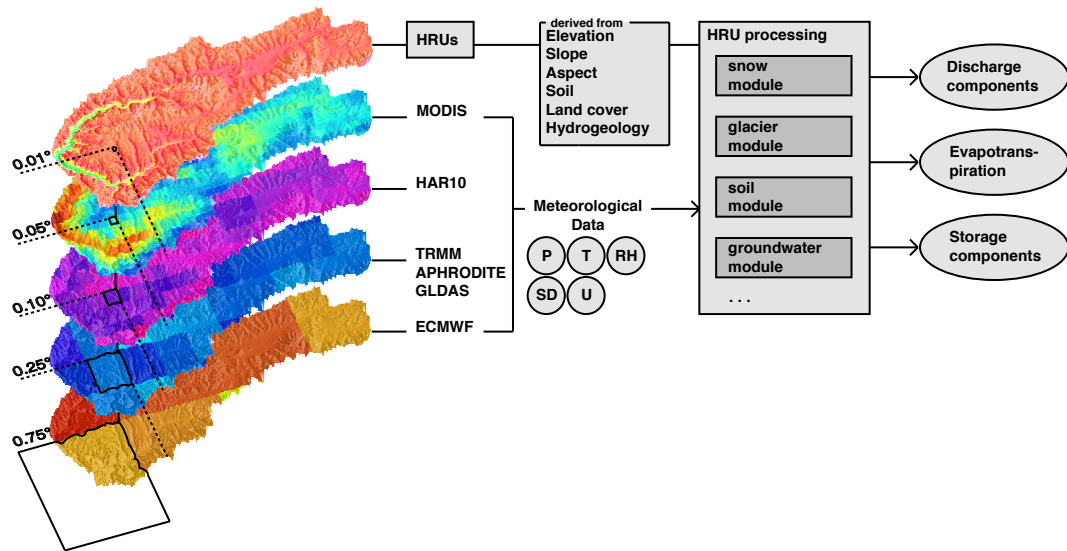 0.01°
0.05°
0.10°
0.25°
0.75°
HRUs
MODIS
HAR10
TRMM
APHRODITE
GLDAS
ECMWF
derived from
Elevation
Slope
Aspect
Soil
Land cover
Hydrogeology
Meteorological
Data
P T RH
SD U
HRU processing
snow
module
glacier
module
soil
module
groundwater
module
. . .
Discharge
components
Evapotrans-
piration
Storage
components